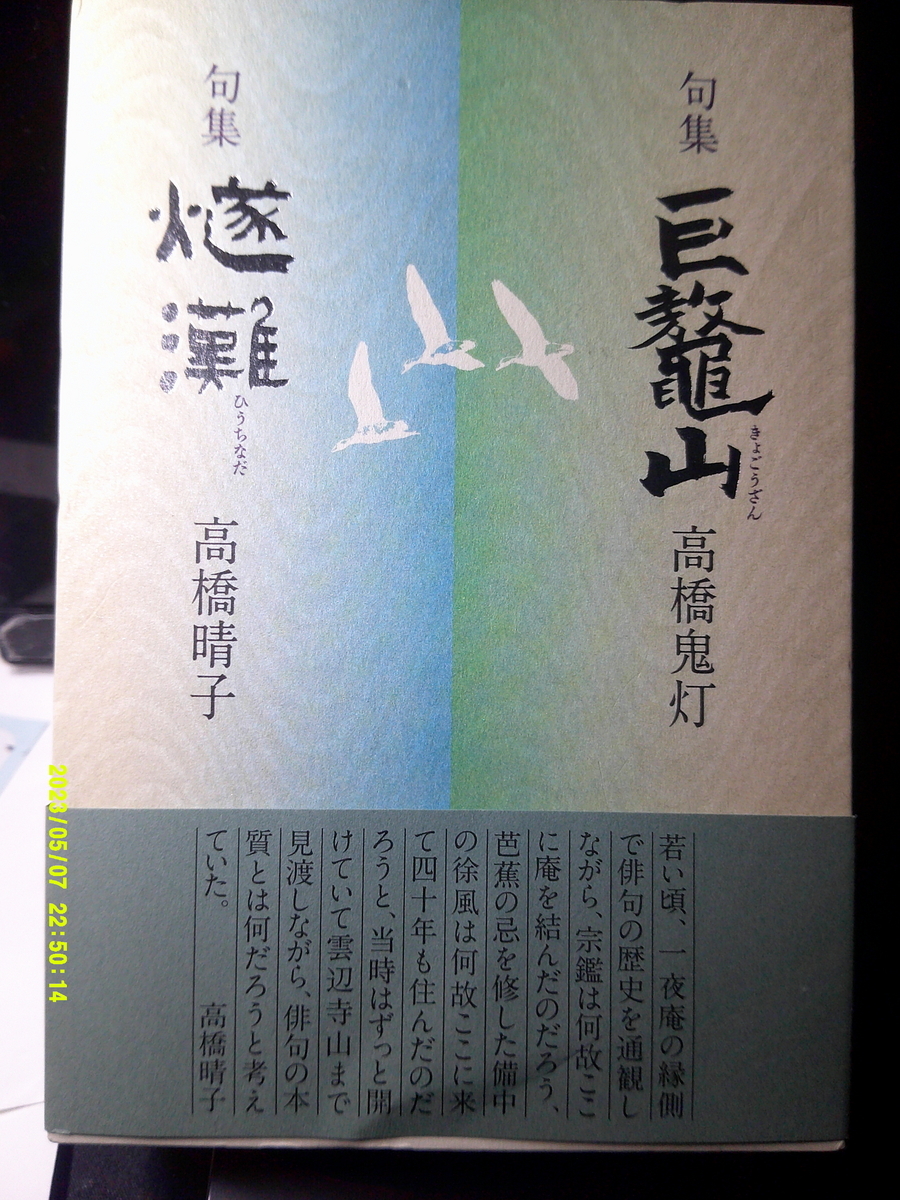 句集
巨鼇山
きょごうさん
高橋鬼灯
句集
燧灘
ひうちなだ
高橋晴子
若い頃、一夜庵の縁側
で俳句の歴史を通観し
ながら、宗鑑は何故ここ
に庵を結んだのだろう、
芭蕉の忌を修した備中
の徐風は何故ここに来
て四十年も住んだのだ
ろうと、当時はずっと開
けていて雲辺寺山まで
見渡しながら、俳句の本
質とは何だろうと考え
ていた。 高橋晴子
2023/05/07 22:50:14